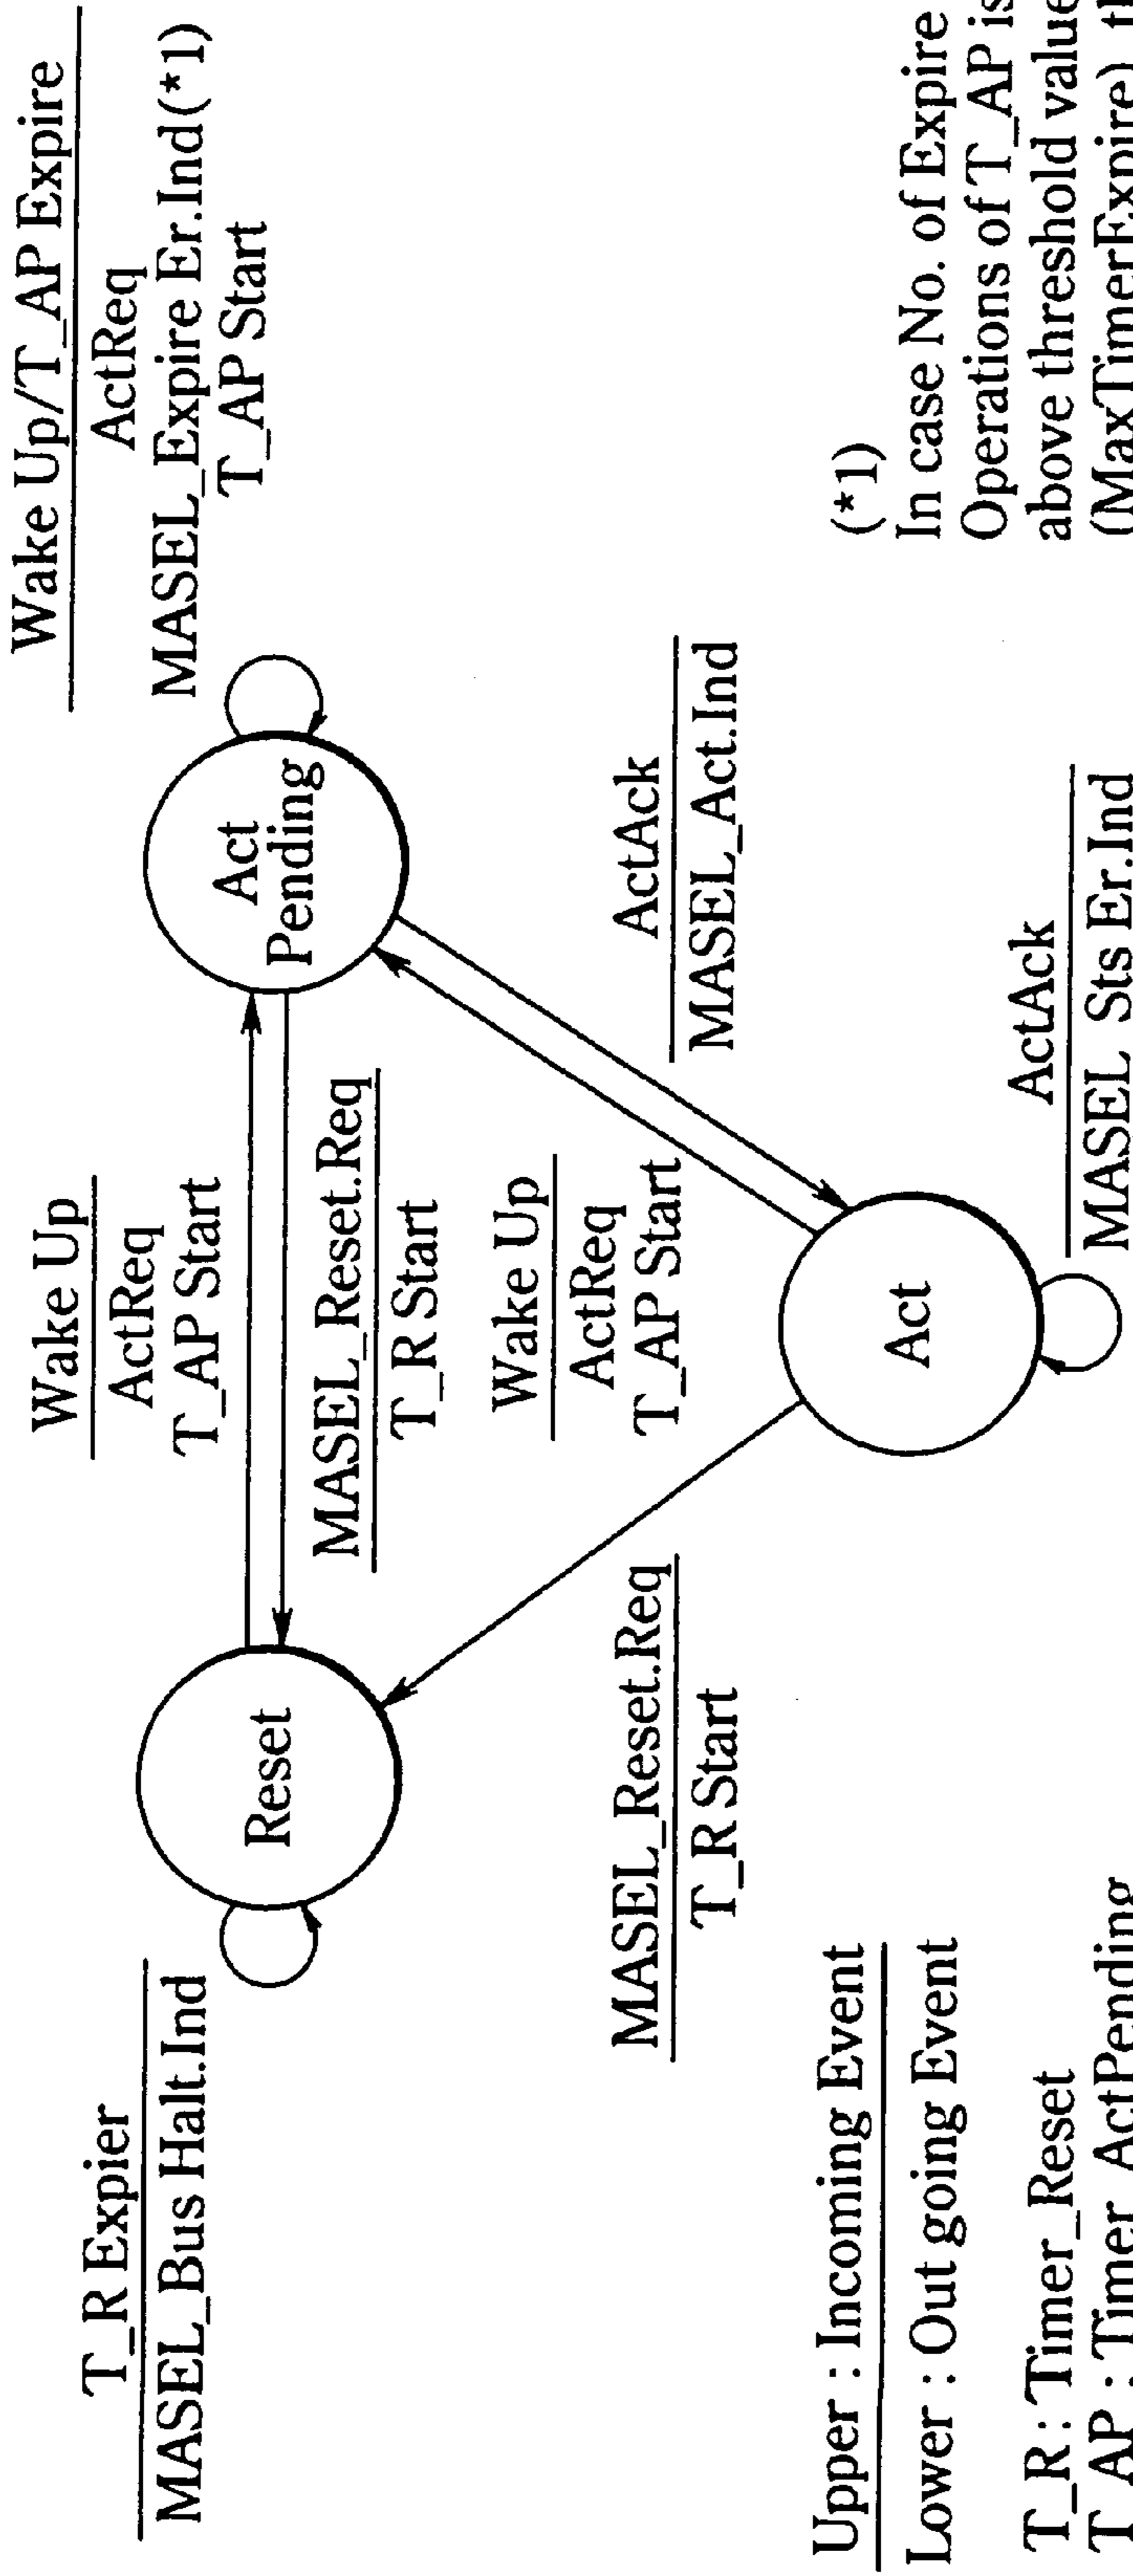 Wake Up/T_AP Expire
ActReq
MASEL_Expire Er.Ind(*1)
T_AP Start
Wake Up
ActReq
T_AP Start
T_R Expier
MASEL_Bus Halt.Ind
Reset
Act
Pending
MASEL_Reset.Req
T_R Start
Wake Up
ActReq
T_AP Start
ActAck
MASEL_Act.Ind
MASEL_Reset.Req
T_R Start
Act
ActAck
MASEL_Sts Er.Ind
Upper : Incoming Event
Lower : Out going Event
T_R : Timer_Reset
T_AP : Timer_ActPending
(*1)
In case No. of Expire
Operations of T_AP is
above threshold value
(MaxTimerExpire)